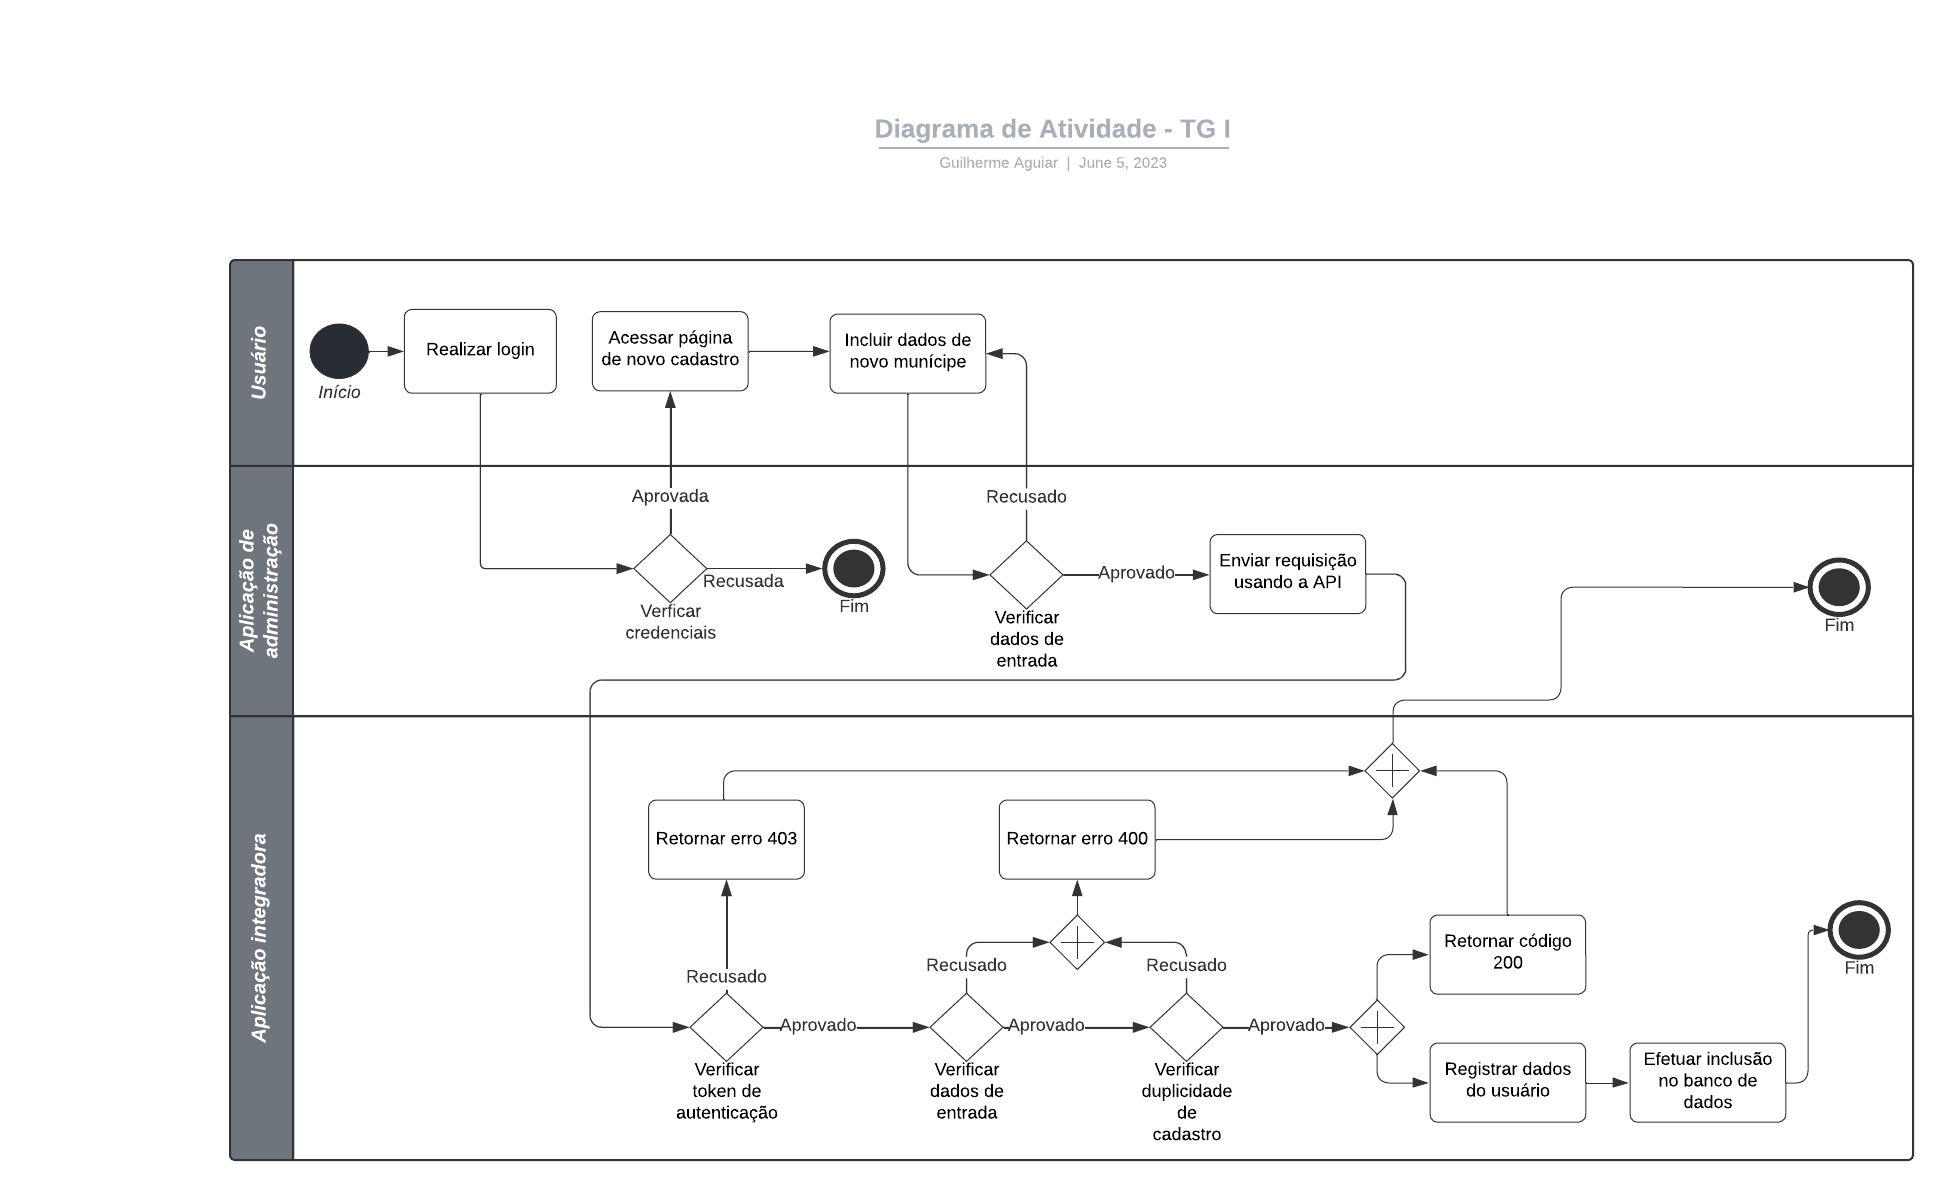 Diagrama de Atividade - TG I
Guilherme Aguiar | June 5, 2023
Usuário
Início
Realizar login
Acessar página
de novo cadastro
Incluir dados de
novo munícipe
Aplicação de
administração
Aprovada
Recusada
Verficar
credenciais
Fim
Recusado
Aprovado
Verificar
dados de
entrada
Enviar requisição
usando a API
Fim
Aplicação integradora
Retornar erro 403
Retornar erro 400
Recusado
Recusado
Recusado
Retornar código
200
Fim
Aprovado
Aprovado
Aprovado
Verificar
token de
autenticação
Verificar
dados de
entrada
Verificar
duplicidade
de
cadastro
Registrar dados
do usuário
Efetuar inclusão
no banco de
dados